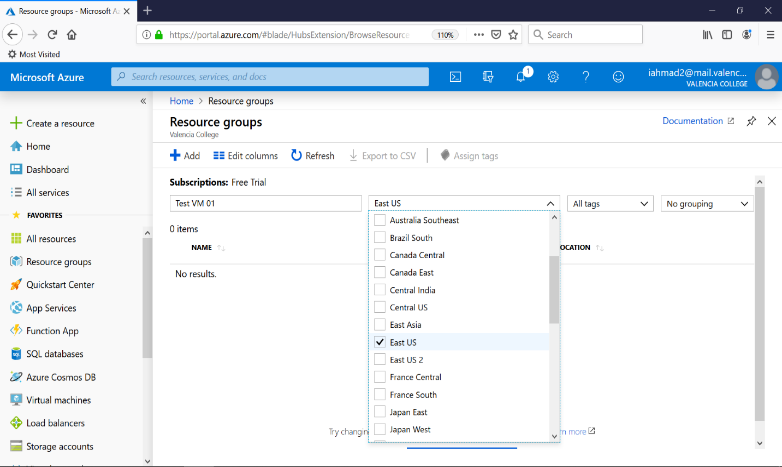 Resource groups - Microsoft Az
https://portal.azure.com/#blade/HubsExtension/BrowseResource
110%
Search
Most Visited
Microsoft Azure
Search resources, services, and docs
1
iahmad2@mail.valenc...
VALENCIA COLLEGE
Create a resource
Home
Dashboard
All services
FAVORITES
All resources
Resource groups
Quickstart Center
App Services
Function App
SQL databases
Azure Cosmos DB
Virtual machines
Load balancers
Storage accounts
Home > Resource groups
Resource groups
Valencia College
Documentation
Add
Edit columns
Refresh
Export to CSV
Assign tags
Subscriptions: Free Trial
Test VM 01
East US
All tags
No grouping
0 items
NAME
OCATION
No results.
Australia Southeast
Brazil South
Canada Central
Canada East
Central India
Central US
East Asia
East US
East US 2
France Central
France South
Japan East
Japan West
Try changin
rn more